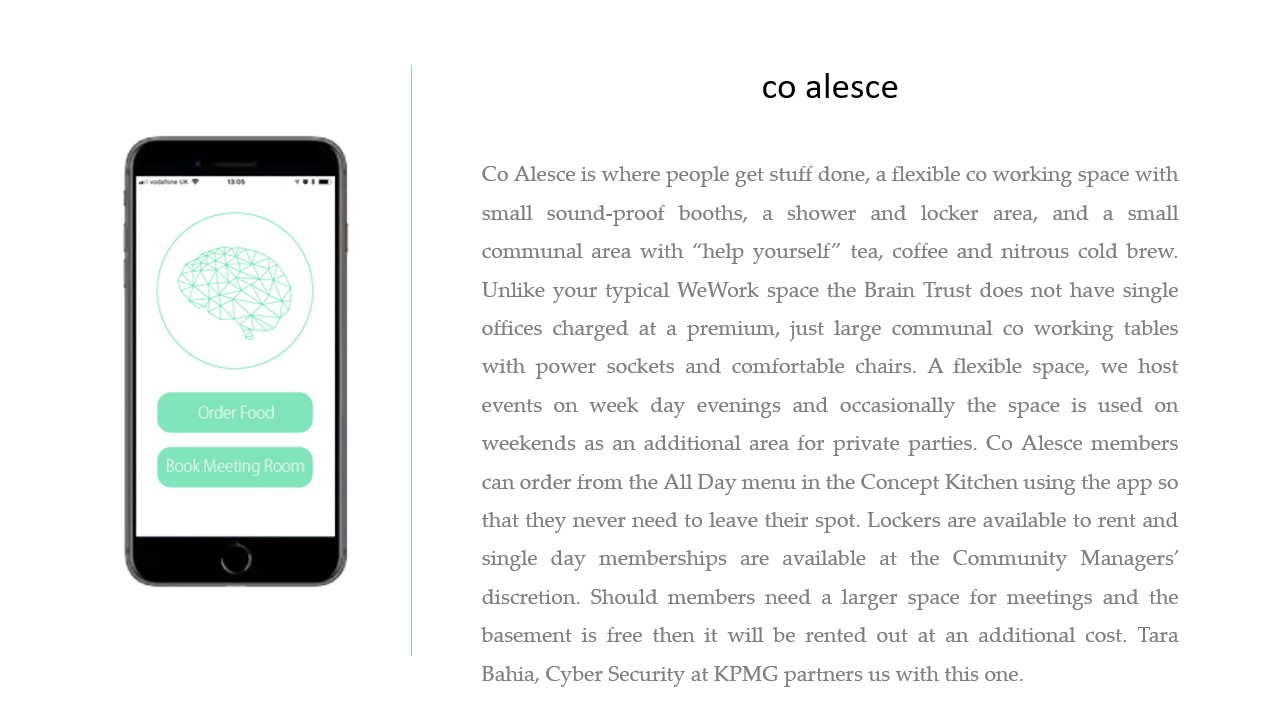 co alesce
vodafone UK 13:05
Order Food
Book Meeting Room
Co Alesce is where people get stuff done, a flexible co working space with
small sound-proof booths, a shower and locker area, and a small
communal area with “help yourself” tea, coffee and nitrous cold brew.
Unlike your typical WeWork space the Brain Trust does not have single
offices charged at a premium, just large communal co working tables
with power sockets and comfortable chairs. A flexible space, we host
events on week day evenings and occasionally the space is used on
weekends as an additional area for private parties. Co Alesce members
can order from the All Day menu in the Concept Kitchen using the app so
that they never need to leave their spot. Lockers are available to rent and
single day memberships are available at the Community Managers’
discretion. Should members need a larger space for meetings and the
basement is free then it will be rented out at an additional cost. Tara
Bahia, Cyber Security at KPMG partners us with this one.